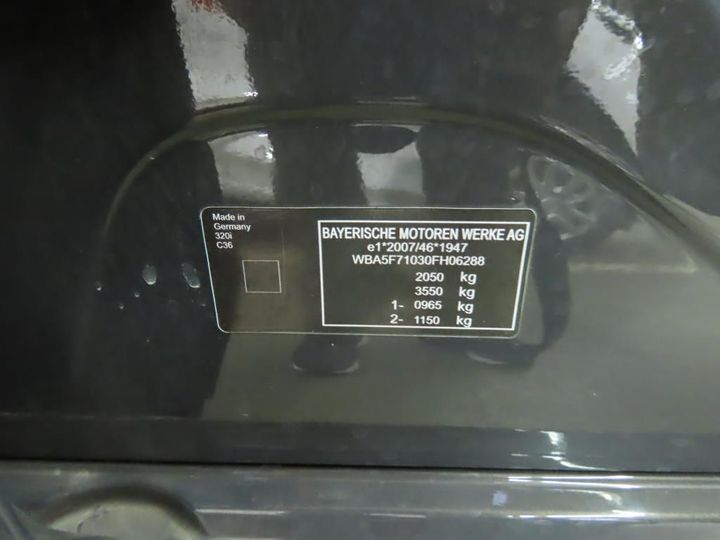 Made in
Germany
320i
C36
BAYERISCHE MOTOREN WERKE AG
e1*2007/46*1947
WBA5F71030FH06288
2050 kg
3550 kg
1- 0965 kg
2- 1150 kg